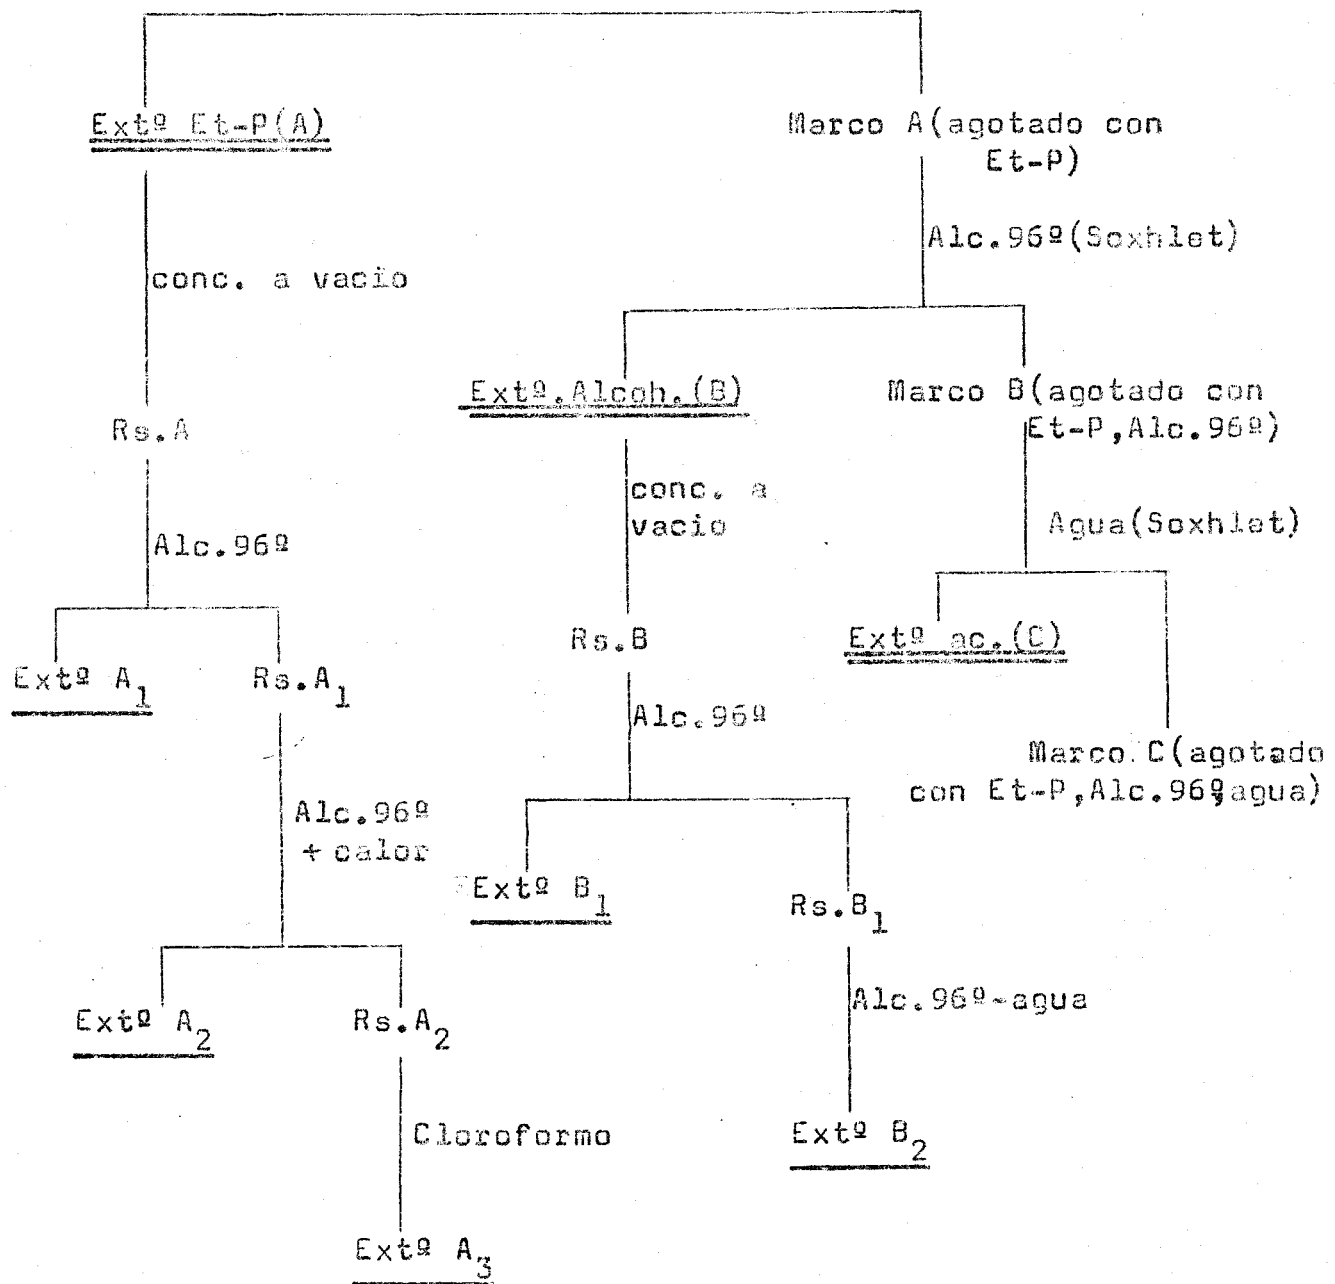 Extº Et-P(A)
Marco A(agotado con
Et-P)
Alc.96º(Soxhlet)
conc. a vacio
Extº.Alcoh.(B)
Marco B(agotado con
Et-P,Alc.96º)
Rs.A
conc. a
vacio
Agua(Soxhlet)
Alc.96º
Rs.B
Extº ac.(C)
Extº A1
Rs.A1
Alc.96º
Marco C(agotado
con Et-P,Alc.96º,agua)
Alc.96º
+ calor
Extº B1
Rs.B1
Alc.96º-agua
Extº A2
Rs.A2
Cloroformo
Extº B2
Extº A3